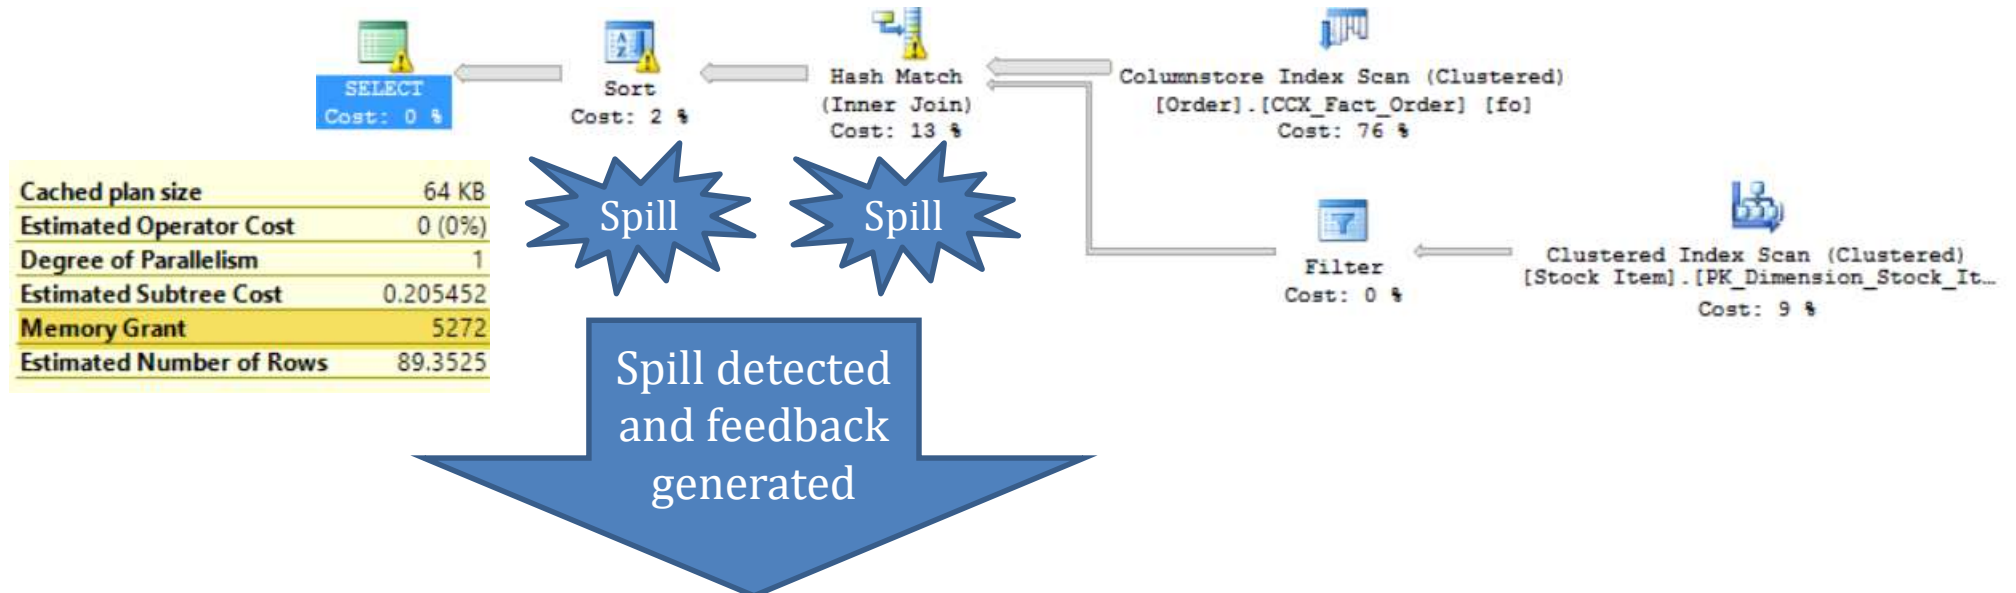 SELECT
Cost: 0 %
Sort
Cost: 2 %
Hash Match
(Inner Join)
Cost: 13 %
Columnstore Index Scan (Clustered)
[Order].[CCX_Fact_Order] [fo]
Cost: 76 %
Cached plan size 64 KB
Estimated Operator Cost 0 (0%)
Degree of Parallelism 1
Estimated Subtree Cost 0.205452
Memory Grant 5272
Estimated Number of Rows 89.3525
Spill
Spill
Filter
Cost: 0 %
Clustered Index Scan (Clustered)
[Stock Item].[PK_Dimension_Stock_It…
Cost: 9 %
Spill detected
and feedback
generated